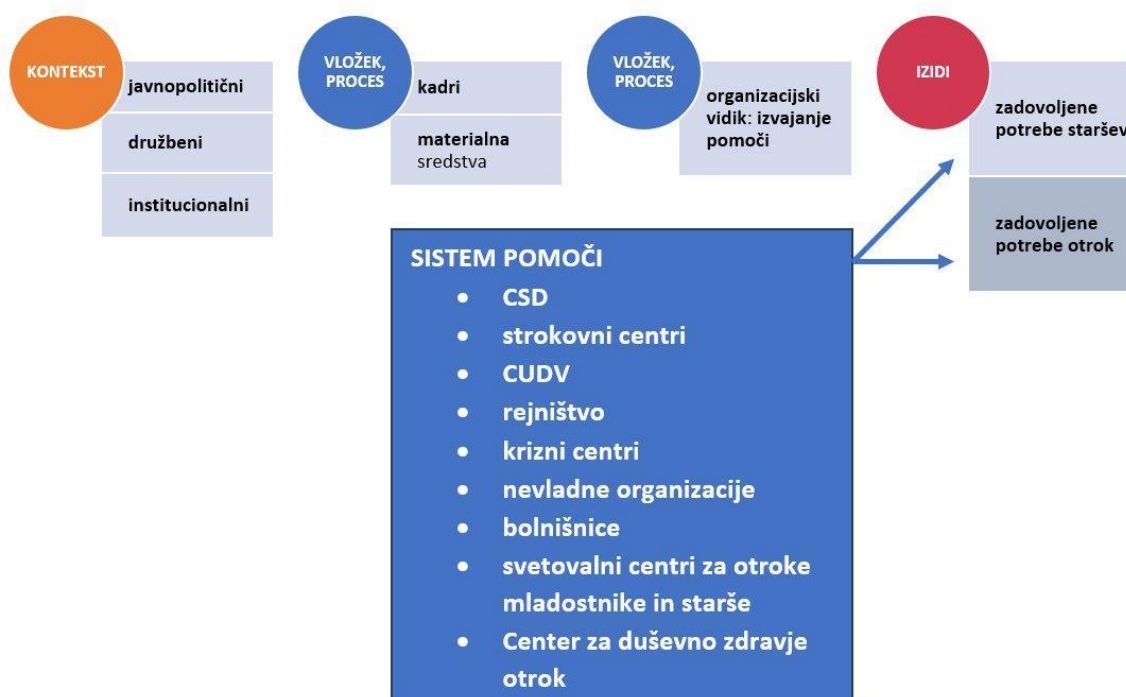 KONTEKST
javnopolitični
družbeni
institucionalni
VLOŽEK,
PROCES
kadri
materialna
sredstva
VLOŽEK,
PROCES
organizacijski
vidik: izvajanje
pomoči
IZIDI
zadovoljene
potrebe staršev
zadovoljene
potrebe otrok
SISTEM POMOČI
• CSD
• strokovni centri
• CUDV
• rejništvo
• krizni centri
• nevladne organizacije
• bolnišnice
• svetovalni centri za otroke
mladostnike in starše
• Center za duševno zdravje
otrok